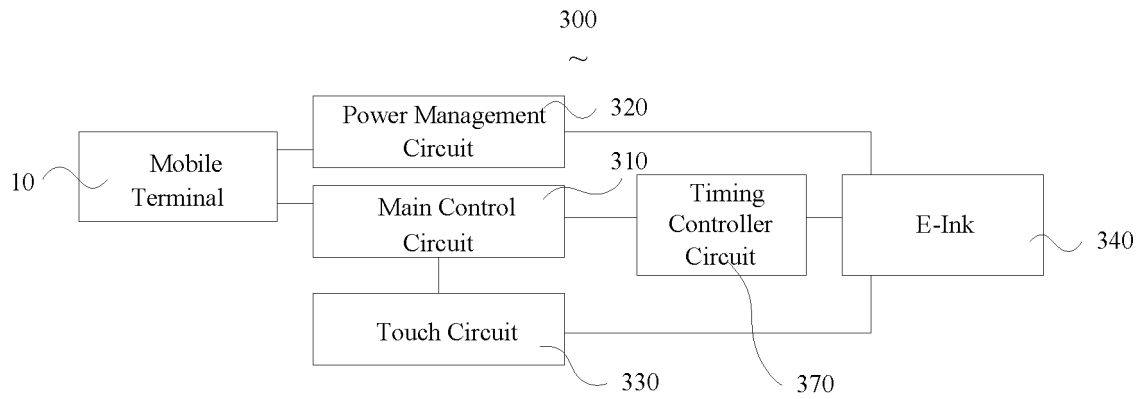 300
~
Power Management
Circuit
320
Mobile
Terminal
10
310
Main Control
Circuit
Timing
Controller
Circuit
E-Ink
340
Touch Circuit
330
370